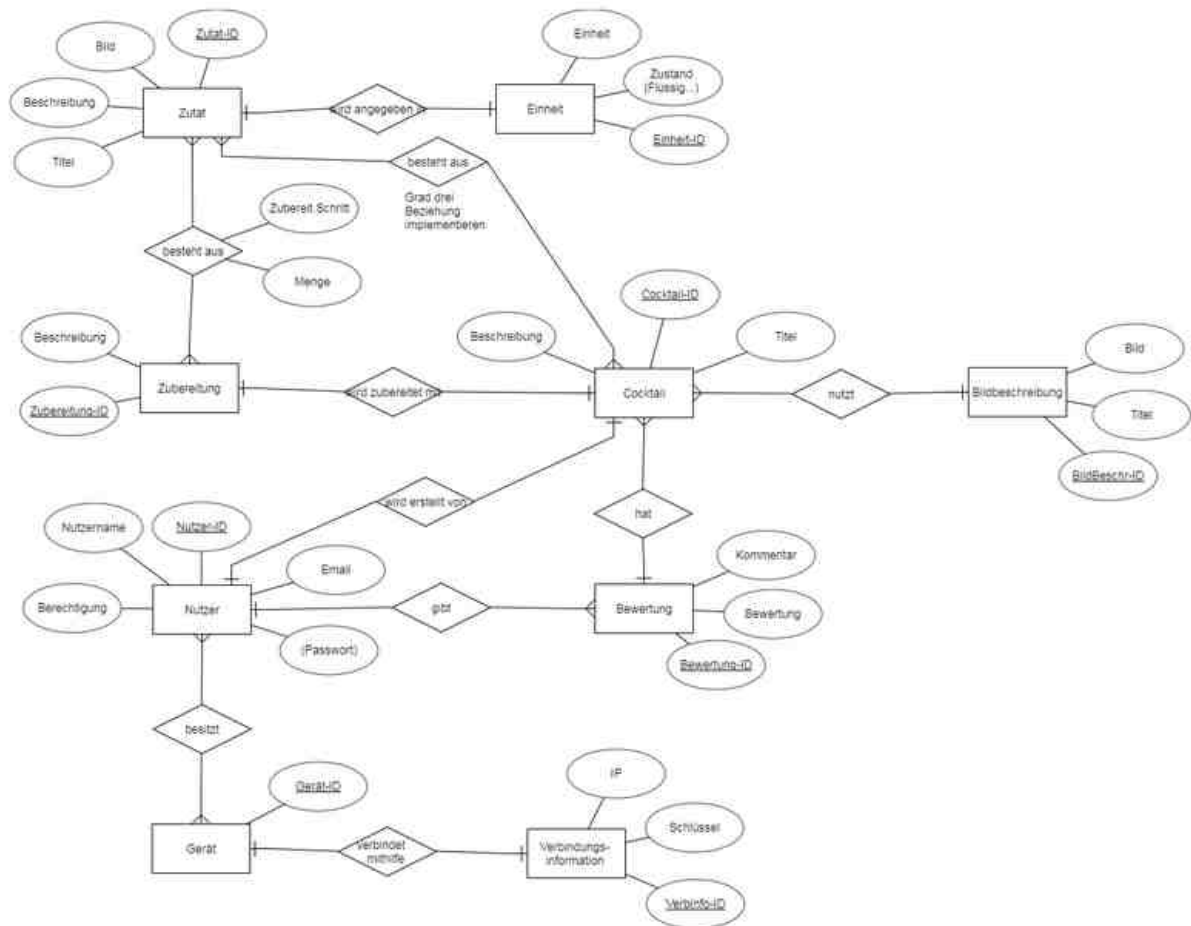 Zutat-ID
Bild
Einheit
Beschreibung
Zustand
(Flüssig...)
Zutat
wird angegeben in
Einheit
Titel
Einheit-ID
besteht aus
Grad drei
Beziehung
implementieren
Zubereit.Schritt
besteht aus
Menge
Cocktail-ID
Beschreibung
Beschreibung
Titel
Bild
Zubereitung
wird zubereitet mit
Cocktail
nutzt
Bildbeschreibung
Zubereitung-ID
Titel
BildBeschr-ID
wird erstellt von
Nutzername
Nutzer-ID
hat
Email
Kommentar
Berechtigung
Nutzer
gibt
Bewertung
Bewertung
(Passwort)
Bewertung-ID
besitzt
Gerät-ID
IP
Schlüssel
Gerät
Verbindet
mithilfe
Verbindungs-
information
Verbinfo-ID